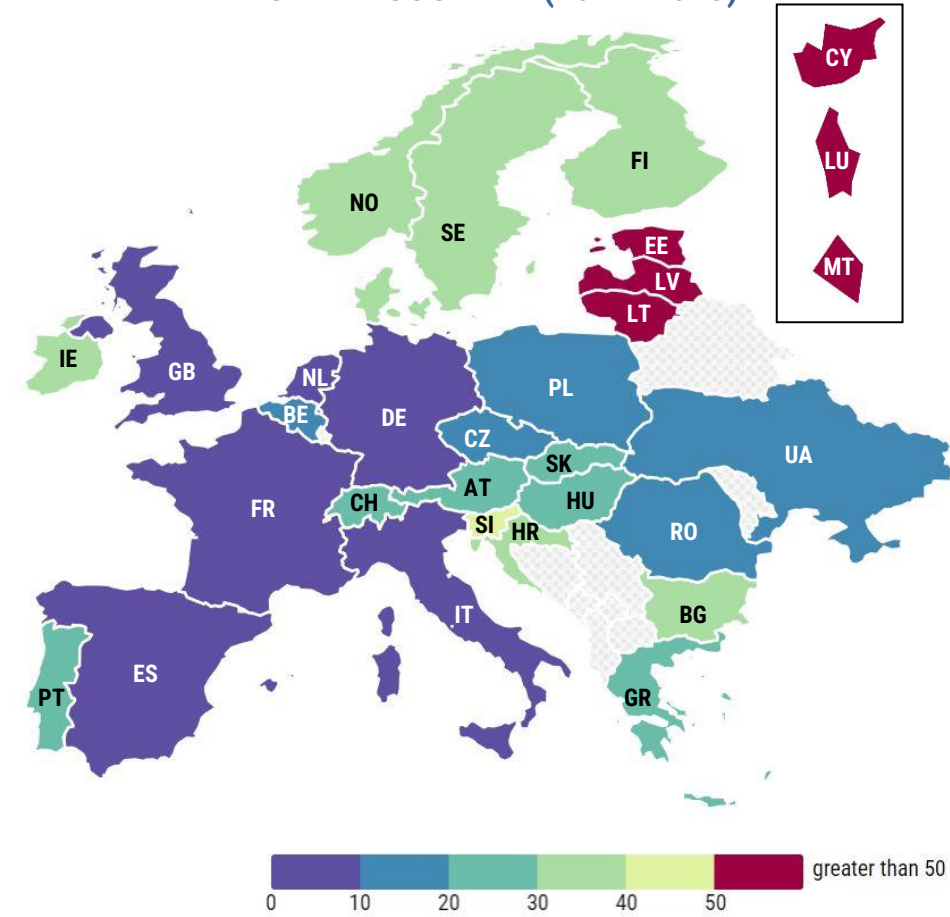 CY
LU
MT
FI
NO
SE
EE
LV
LT
IE
GB
NL
BE
DE
PL
CZ
UA
SK
AT
CH
HU
FR
SI
HR
RO
IT
BG
ES
PT
GR
greater than 50
0 10 20 30 40 50